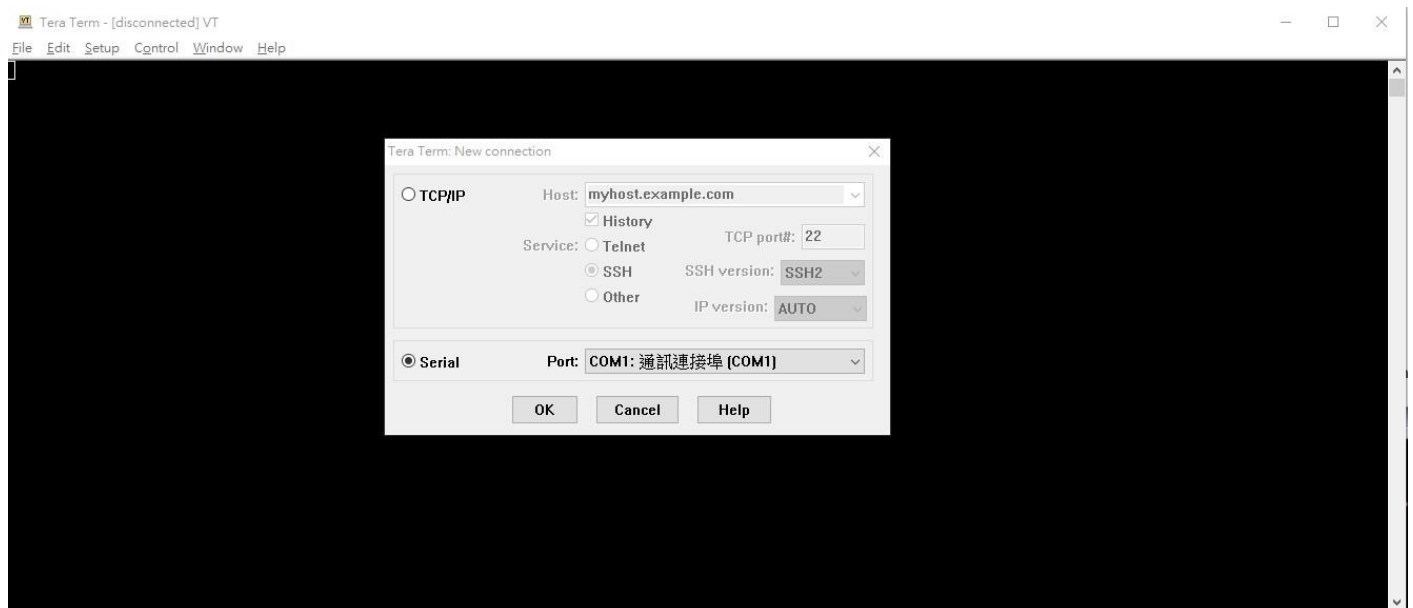 Tera Term - [disconnected] VT
File Edit Setup Control Window Help
Tera Term: New connection
TCP/IP
Host: myhost.example.com
History
Service: Telnet
TCP port#: 22
SSH
SSH version: SSH2
Other
IP version: AUTO
Serial
Port: COM1: 通訊連接埠 (COM1)
OK Cancel Help